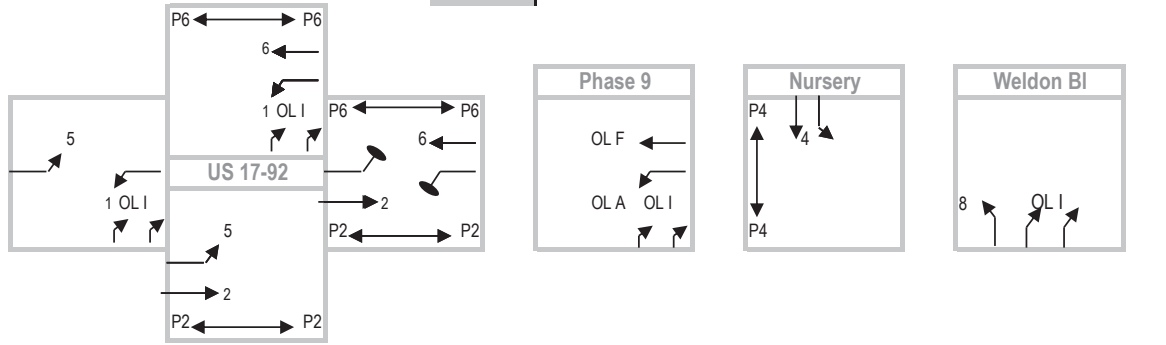 P6 P6
6
1 OL I
5
1 OL I
US 17-92
5
2
P2 P2
P6 P6
6
2
P2 P2
Phase 9
OL F
OL A OL I
Nursery
P4
4
P4
Weldon Bl
8 OL I